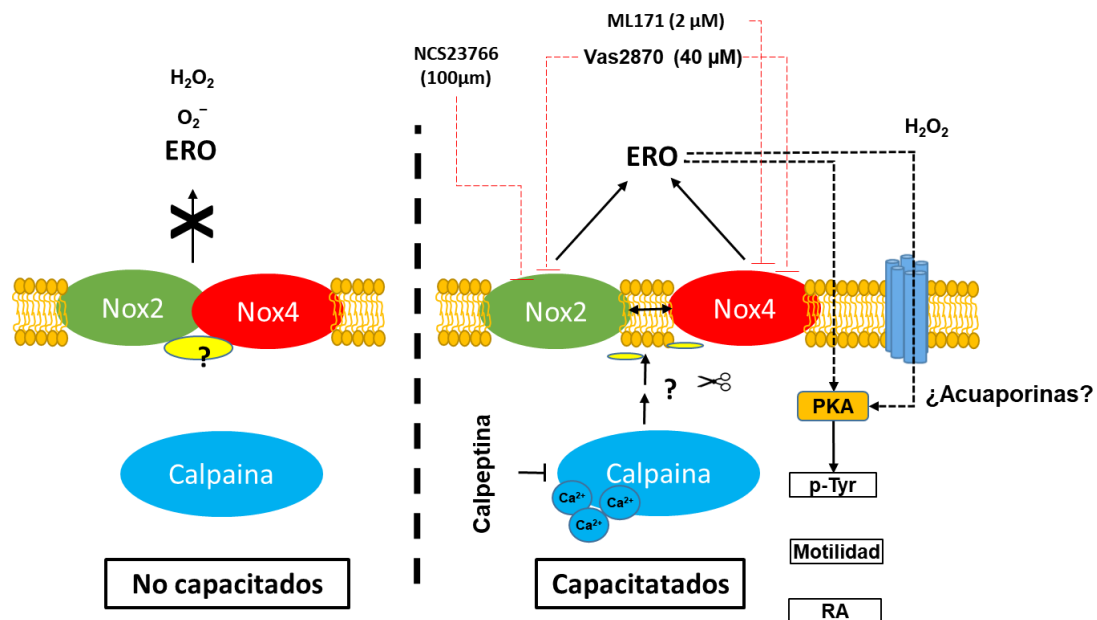 H₂O₂
O₂⁻
ERO
Nox2
Nox4
?
Calpaina
No capacitados
ML171 (2 µM)
NCS23766
(100µm)
Vas2870 (40 µM)
H₂O₂
ERO
Nox2
Nox4
?
PKA
¿Acuaporinas?
Calpeptina
Calpaina
Ca²⁺
Ca²⁺
Ca²⁺
p-Tyr
Motilidad
RA
Capacitatados